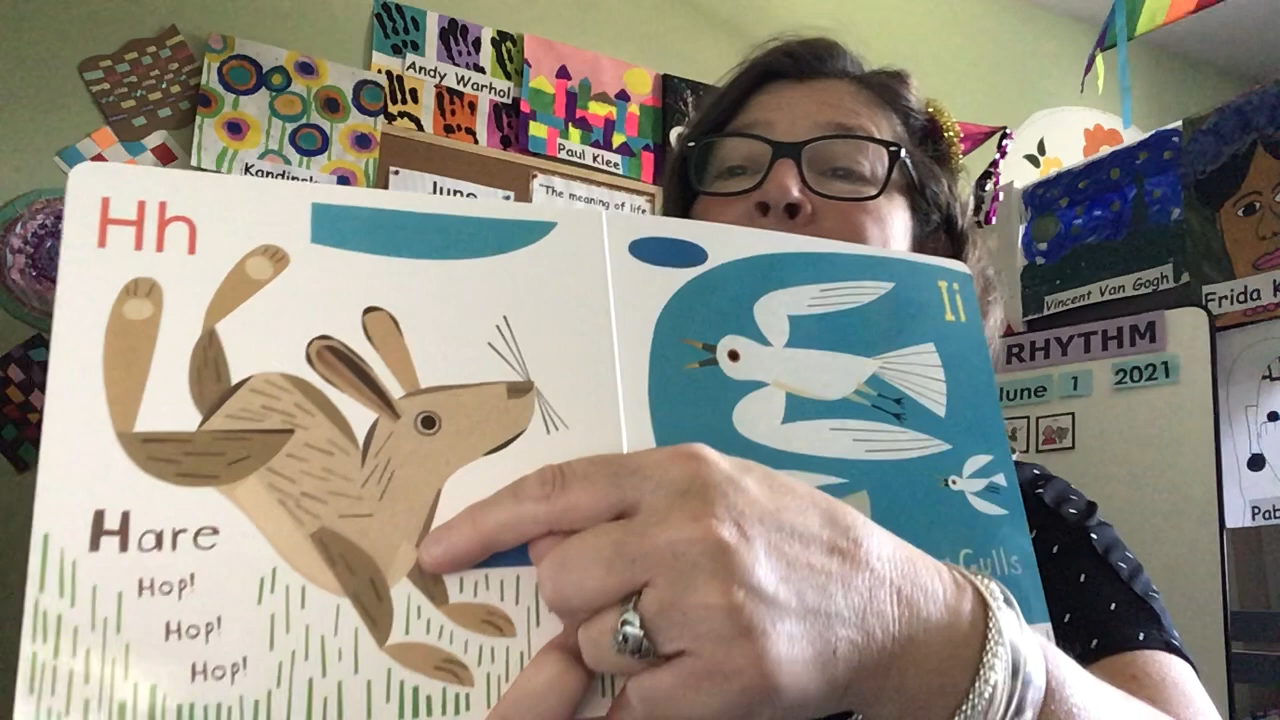 Andy Warhol
Paul Klee
June
"The meaning of life
Vincent Van Gogh
Frida
RHYTHM
June 1 2021
Hh
Ii
Hare
Hop!
Hop!
Hop!
Gulls